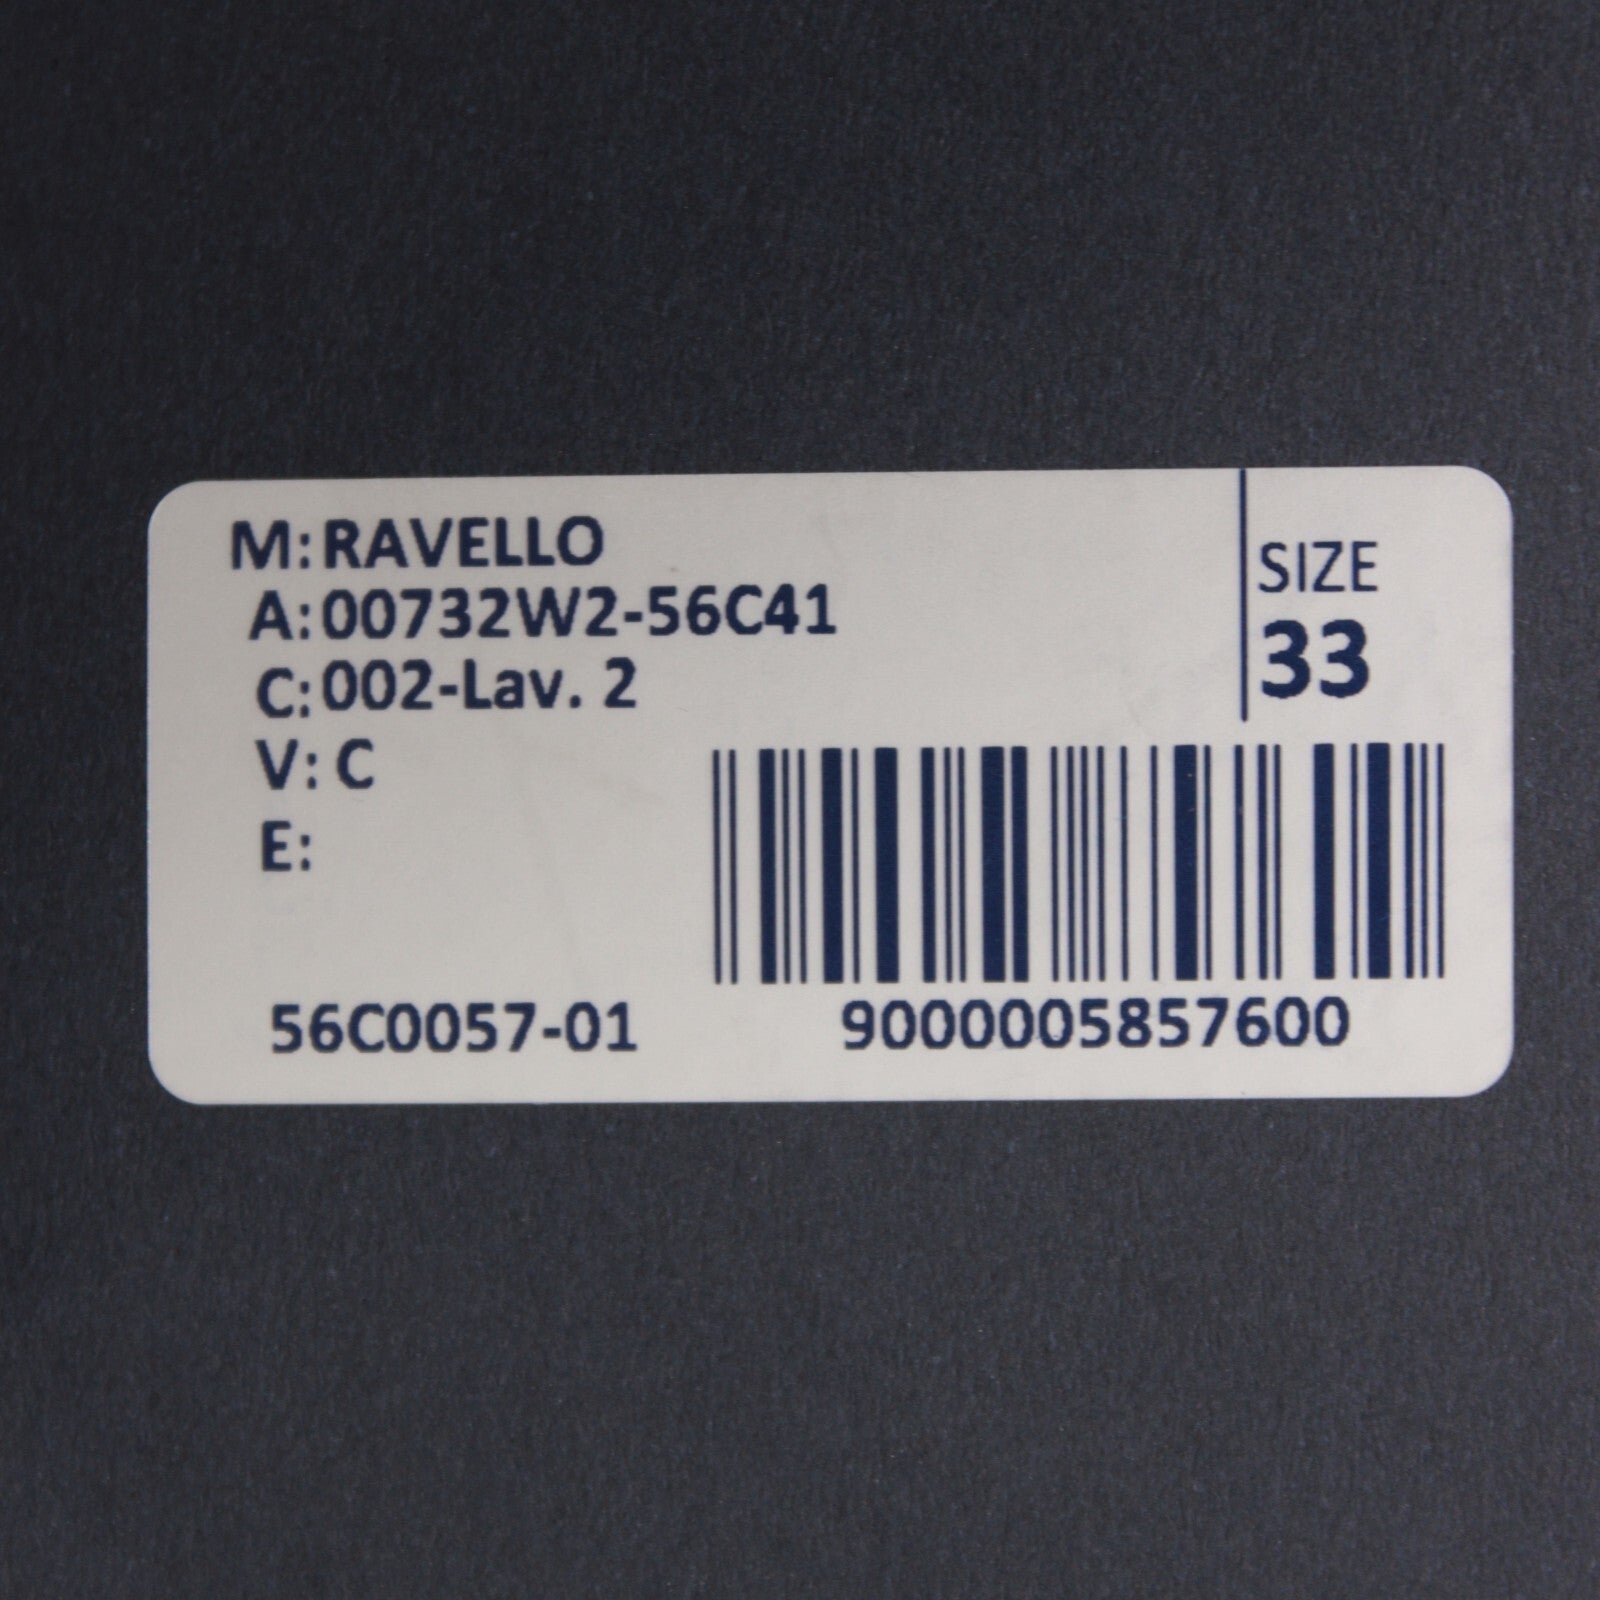 M: RAVELLO
A: 00732W2-56C41
C: 002-Lav. 2
V: C
E:
SIZE
33
56C0057-01
9000005857600